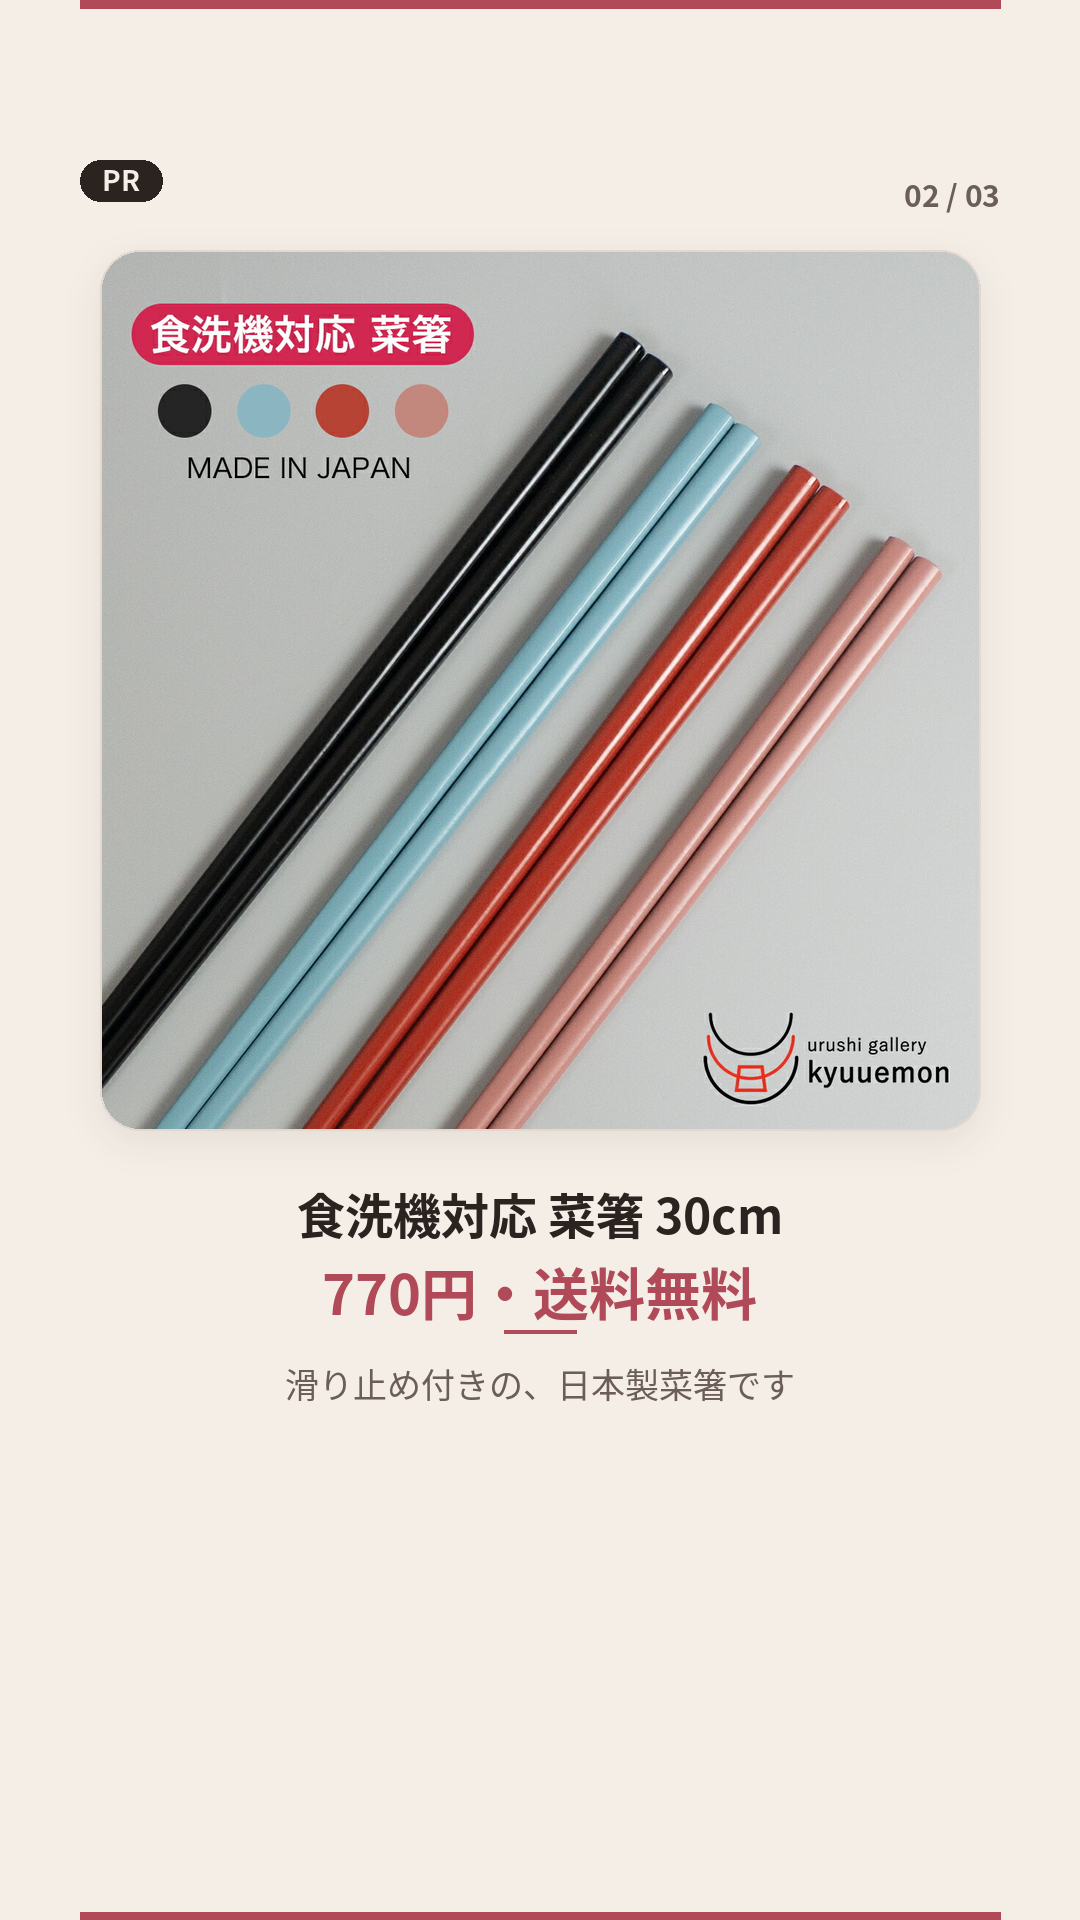 PR
02 / 03
食洗機対応 菜箸
MADE IN JAPAN
urushi gallery
kyuuemon
食洗機対応 菜箸 30cm
770円・送料無料
滑り止め付きの、日本製菜箸です